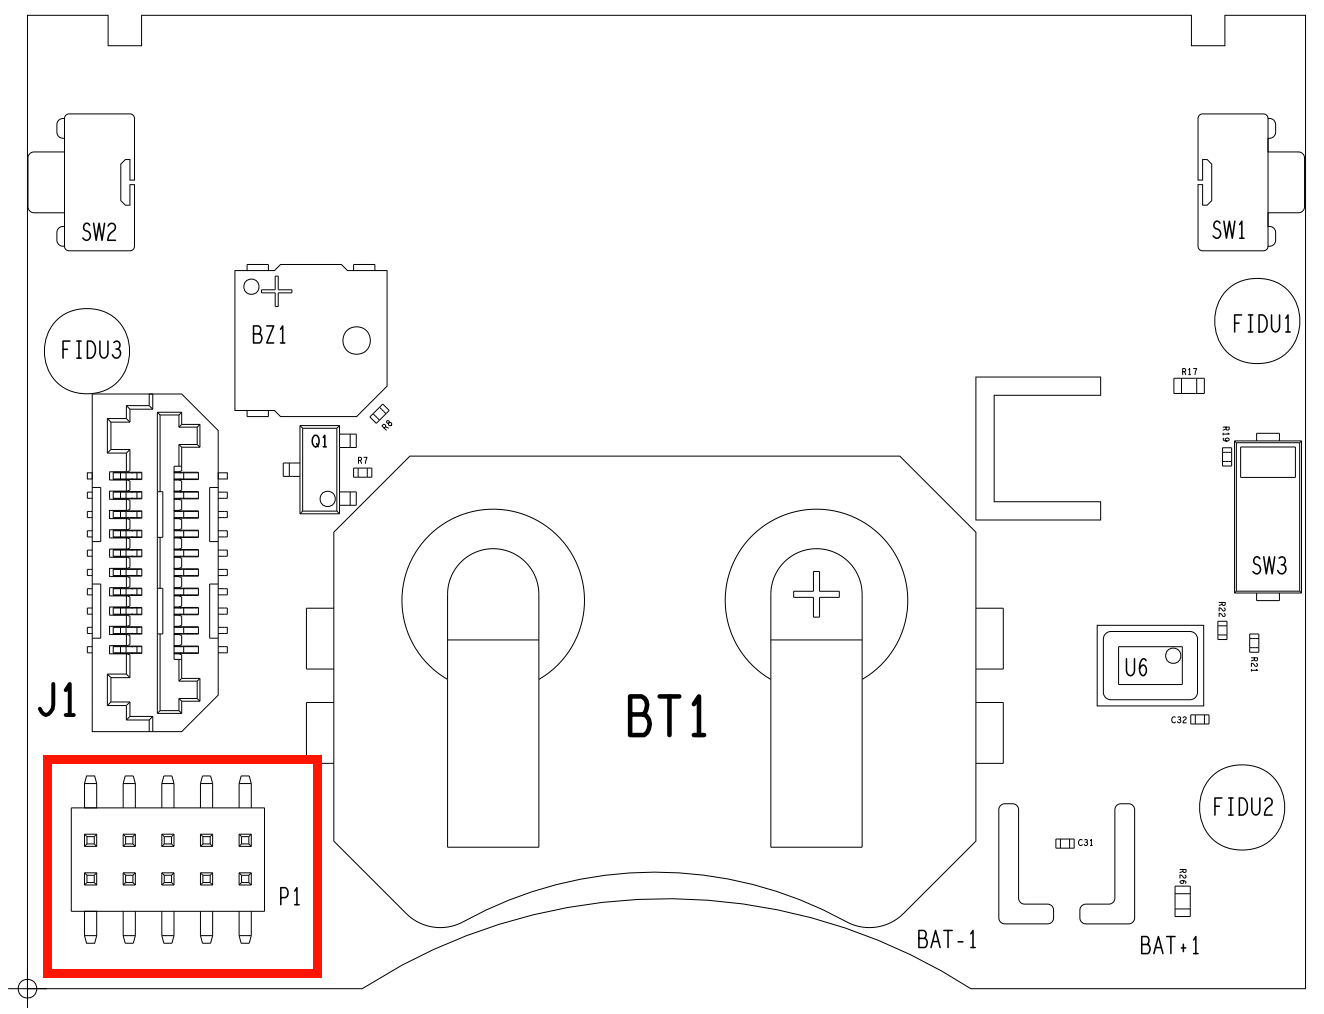 SW2
SW1
FIDU3
BZ1
FIDU1
R17
R8
Q1
R7
R19
SW3
R22
R21
U6
J1
BT1
C32
FIDU2
C31
P1
R26
BAT-1
BAT+1